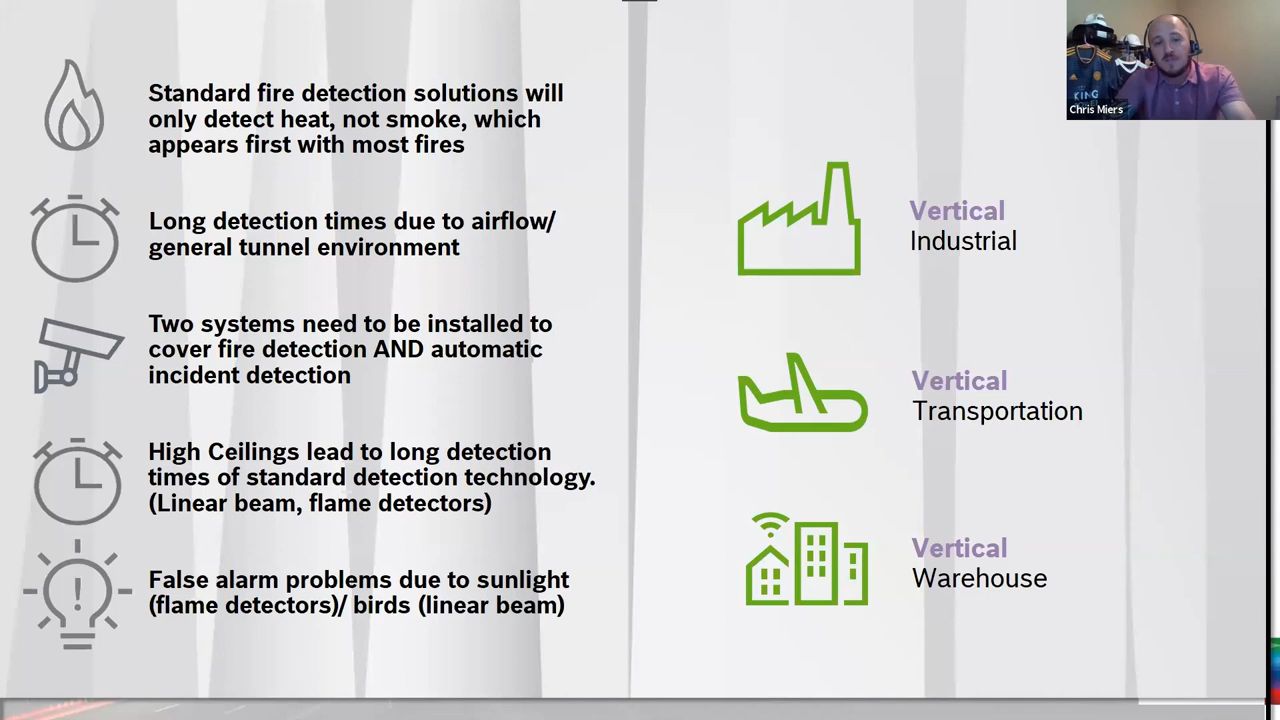 Standard fire detection solutions will
only detect heat, not smoke, which
appears first with most fires
Long detection times due to airflow/
general tunnel environment
Two systems need to be installed to
cover fire detection AND automatic
incident detection
High Ceilings lead to long detection
times of standard detection technology.
(Linear beam, flame detectors)
False alarm problems due to sunlight
(flame detectors)/ birds (linear beam)
Vertical
Industrial
Vertical
Transportation
Vertical
Warehouse
KING
Chris Miers